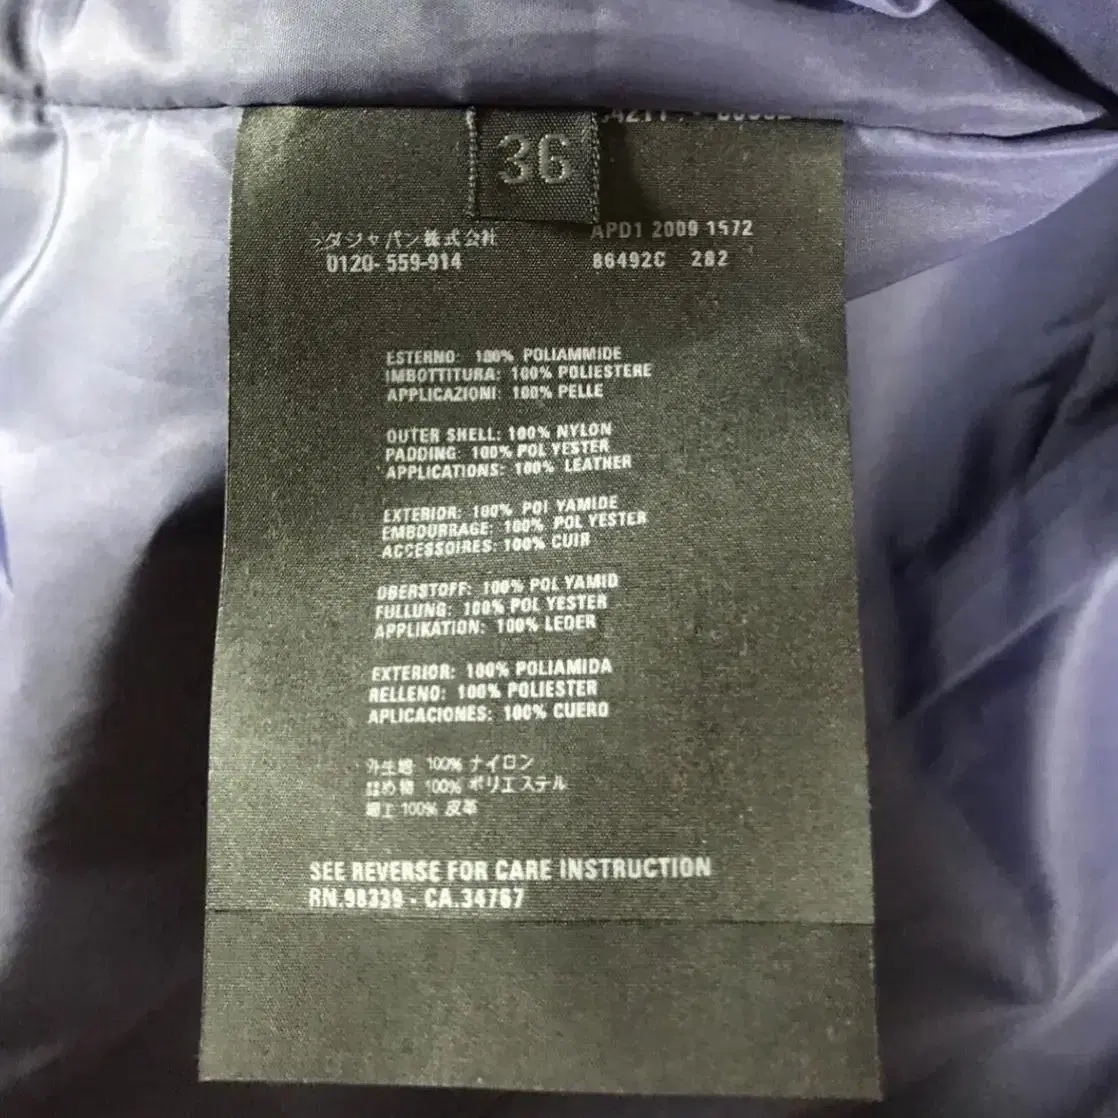 36
ダジャパン株式会社
0120-559-914
APD1 2009 1572
86492C 282
ESTERNO: 100% POLIAMMIDE
IMBOTTITURA: 100% POLIESTERE
APPLICAZIONI: 100% PELLE
OUTER SHELL: 100% NYLON
PADDING: 100% POLYESTER
APPLICATIONS: 100% LEATHER
EXTERIOR: 100% POLYAMIDE
EMBOURRAGE: 100% POLYESTER
ACCESSOIRES: 100% CUIR
OBERSTOFF: 100% POLYAMID
FULLUNG: 100% POLYESTER
APPLIKATION: 100% LEDER
EXTERIOR: 100% POLIAMIDA
RELLENO: 100% POLIESTER
APLICACIONES: 100% CUERO
外生地 100% ナイロン
詰め物 100% ポリエステル
細工 100% 皮革
SEE REVERSE FOR CARE INSTRUCTION
RN.98339 - CA.34767